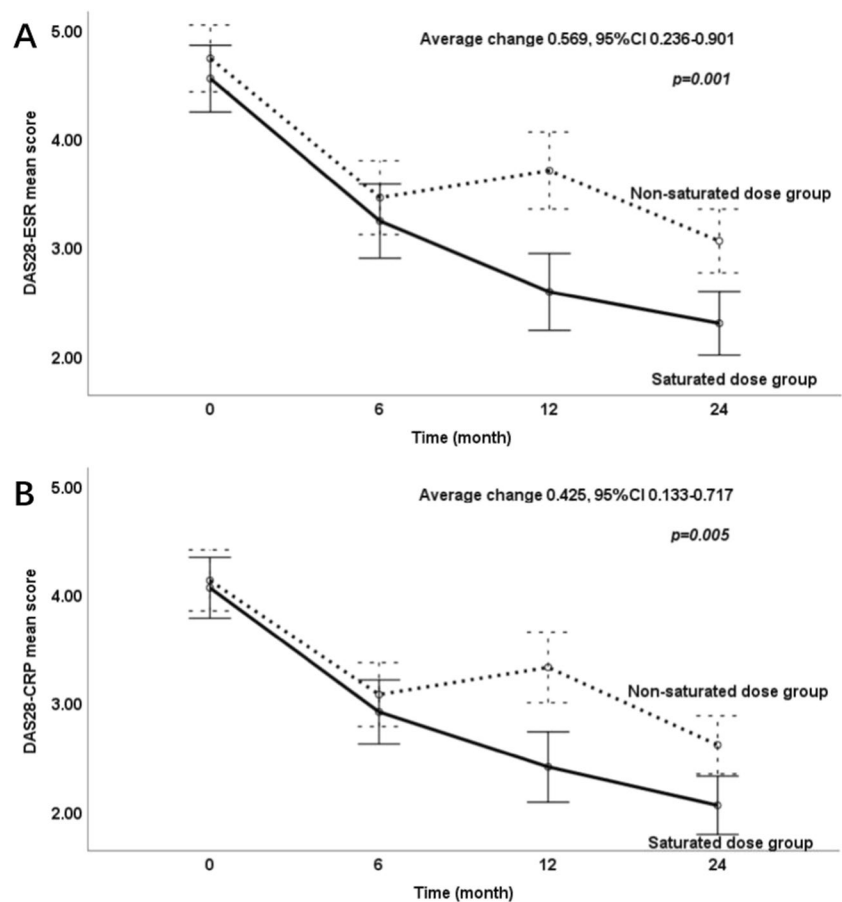 A
5.00
Average change 0.569, 95%CI 0.236-0.901
p=0.001
4.00
DAS28-ESR mean score
Non-saturated dose group
3.00
2.00
Saturated dose group
0 6 12 24
Time (month)
B
5.00
Average change 0.425, 95%CI 0.133-0.717
p=0.005
4.00
DAS28-CRP mean score
Non-saturated dose group
3.00
2.00
Saturated dose group
0 6 12 24
Time (month)